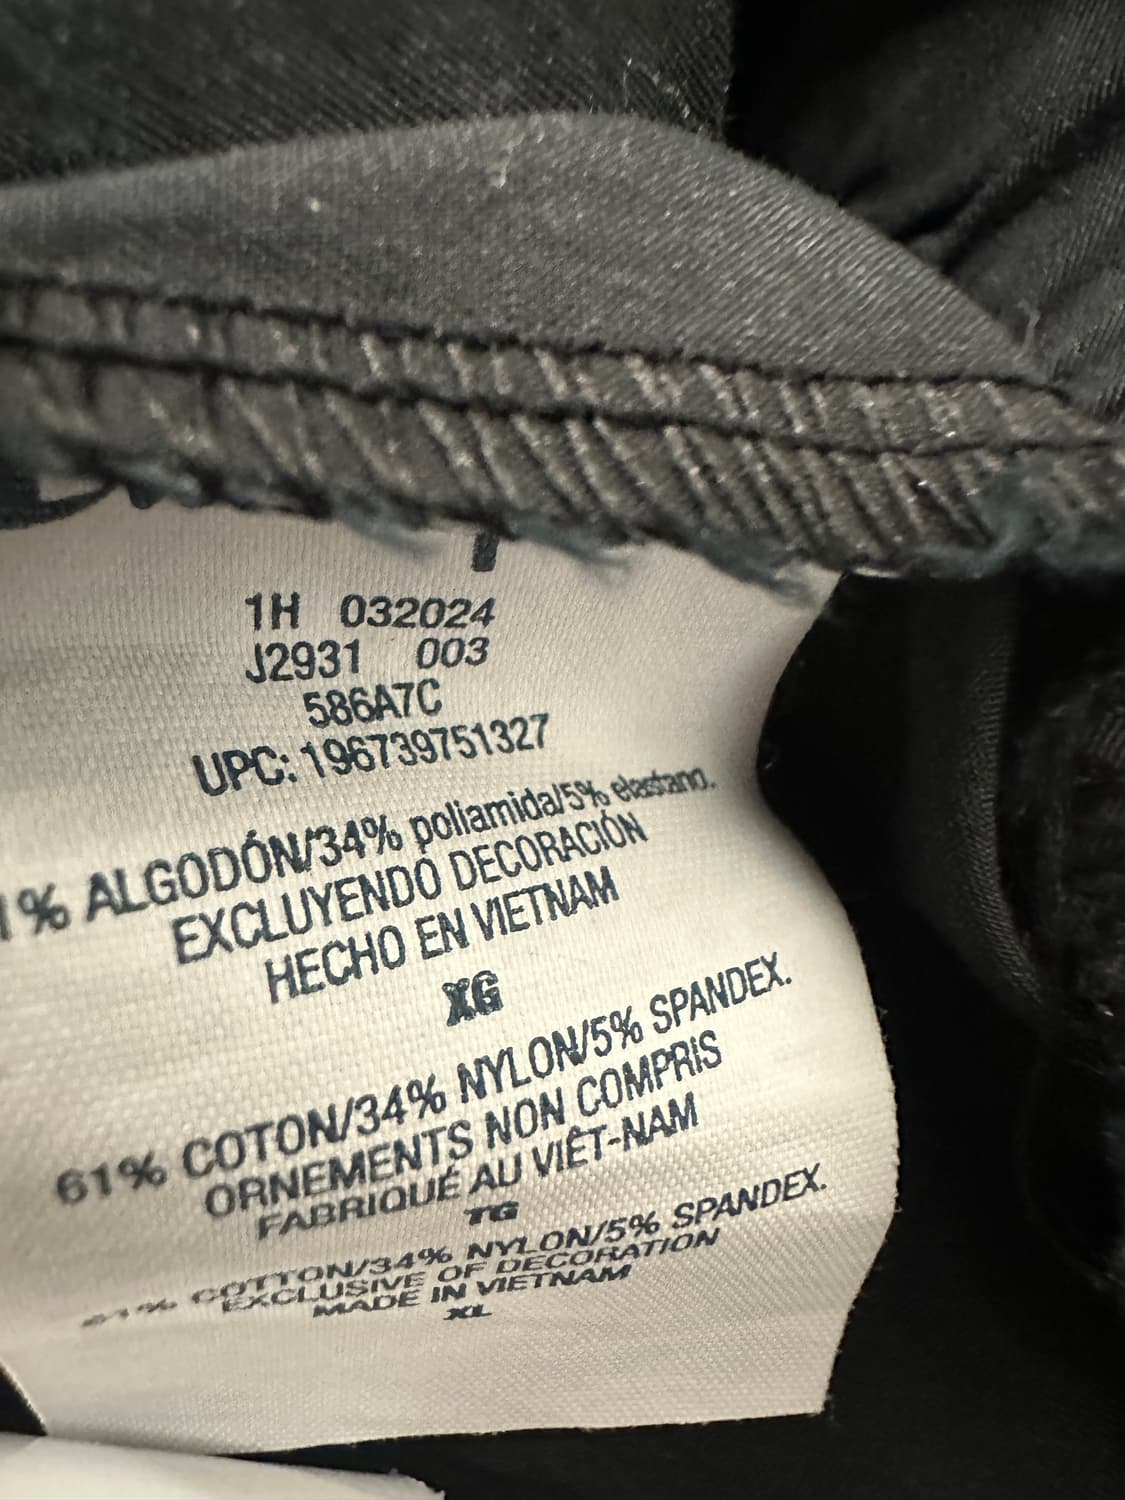 1H 032024
J2931 003
586A7C
UPC: 196739751327
1% ALGODÓN/34% poliamida/5% elastano.
EXCLUYENDO DECORACIÓN
HECHO EN VIETNAM
XG
61% COTON/34% NYLON/5% SPANDEX.
ORNEMENTS NON COMPRIS
FABRIQUÉ AU VIÊT-NAM
TG
61% COTTON/34% NYLON/5% SPANDEX.
EXCLUSIVE OF DECORATION
MADE IN VIETNAM
XL